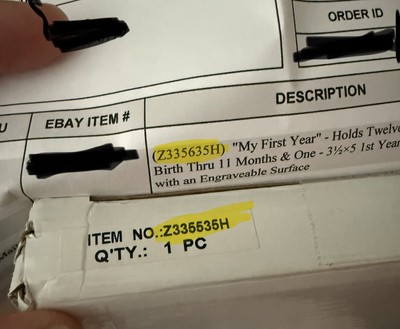 ORDER ID
EBAY ITEM #
DESCRIPTION
(Z335635H) "My First Year" - Holds Twelve
Birth Thru 11 Months & One - 3½×5 1st Year
with an Engraveable Surface
ITEM NO.:Z335535H
Q'TY.: 1 PC